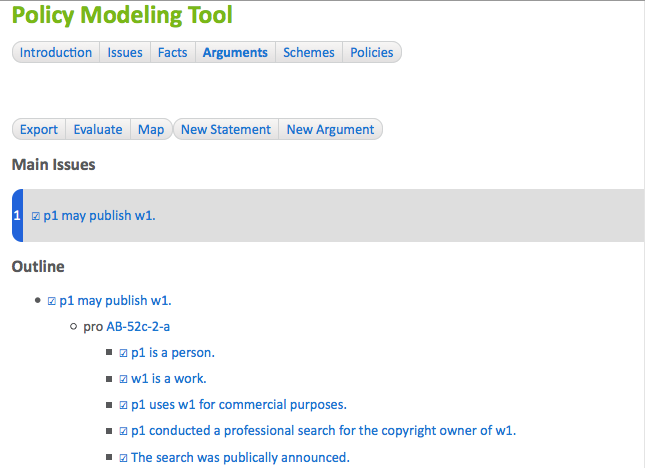 Policy Modeling Tool
Introduction Issues Facts Arguments Schemes Policies
Export Evaluate Map New Statement New Argument
Main Issues
1 ☑ p1 may publish w1.
Outline
• ☑ p1 may publish w1.
○ pro AB-52c-2-a
■ ☑ p1 is a person.
■ ☑ w1 is a work.
■ ☑ p1 uses w1 for commercial purposes.
■ ☑ p1 conducted a professional search for the copyright owner of w1.
■ ☑ The search was publically announced.